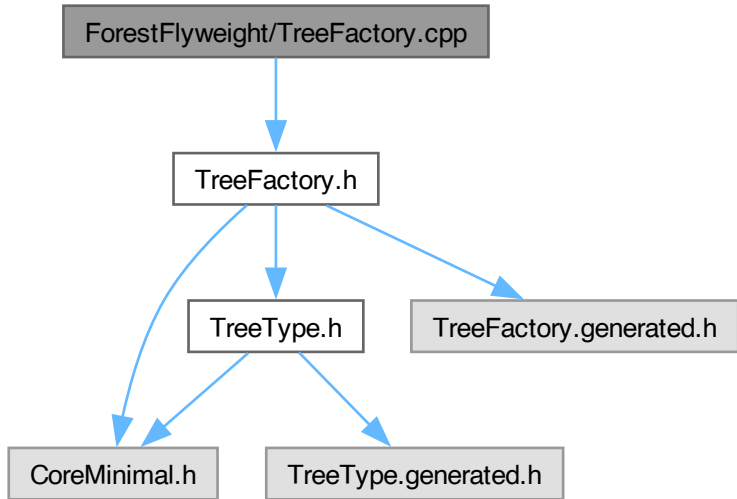 ForestFlyweight/TreeFactory.cpp
TreeFactory.h
TreeType.h
TreeFactory.generated.h
CoreMinimal.h
TreeType.generated.h